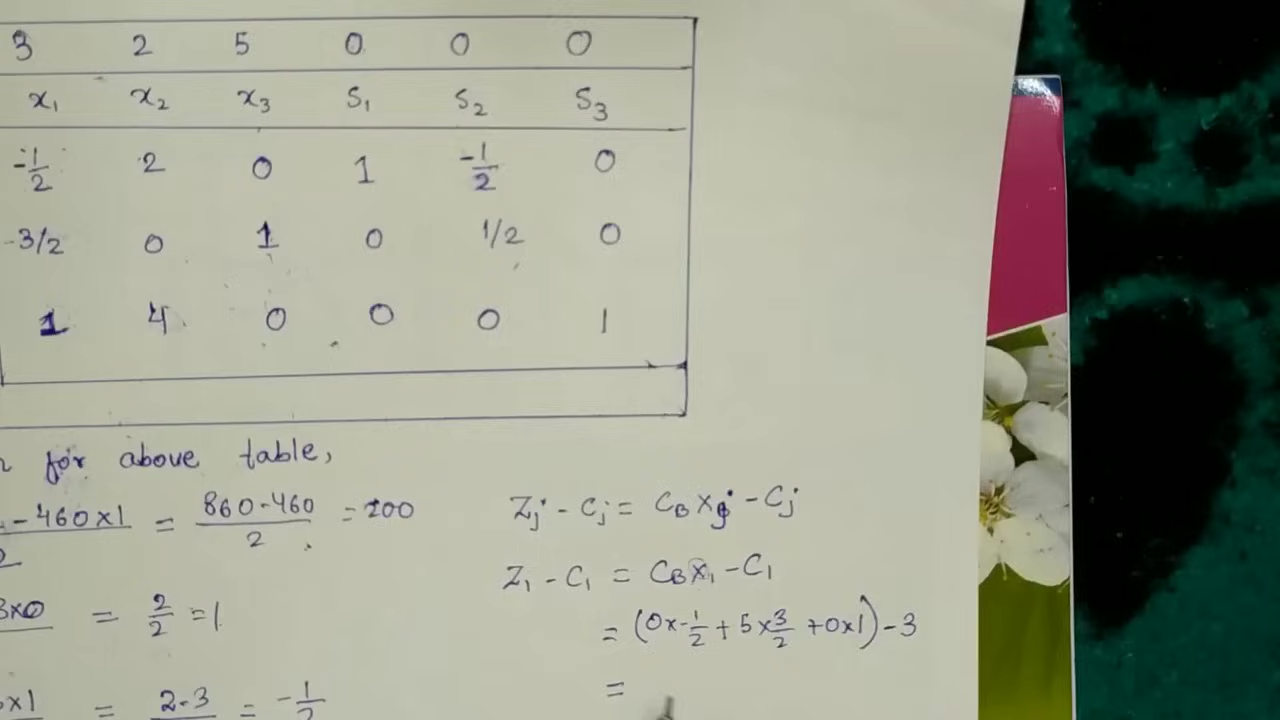 3 2 5 0 0 0
x₁ x₂ x₃ S₁ S₂ S₃
-1/2 2 0 1 -1/2 0
-3/2 0 1 0 1/2 0
1 4 0 0 0 1
for above table,
-460×1 = 860-460/2 = 200
2
3×0 = 2/2 = 1
×1 = 2-3 = -1/2
Zj - Cj = CB Xj - Cj
Z₁ - C₁ = CBX₁ - C₁
= (0×-1/2 + 5×3/2 + 0×1) - 3
=